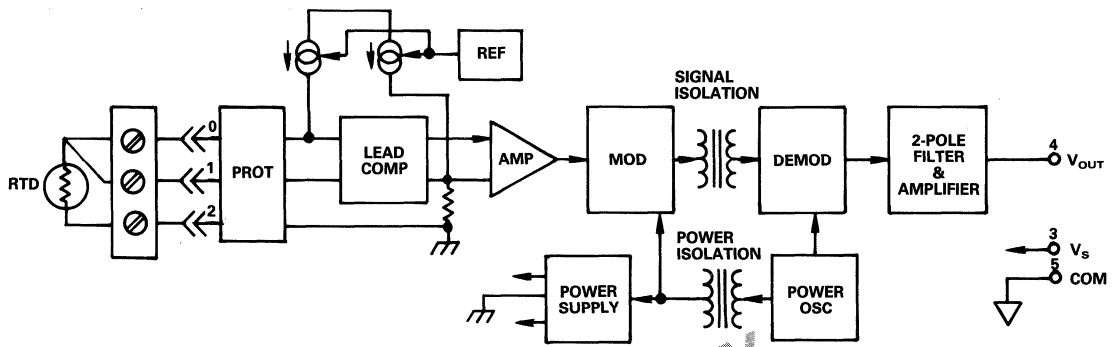 REF
SIGNAL
ISOLATION
RTD
0
1
2
PROT
LEAD
COMP
AMP
MOD
DEMOD
2-POLE
FILTER
&
AMPLIFIER
4
VOUT
POWER
ISOLATION
POWER
SUPPLY
POWER
OSC
3
VS
5
COM